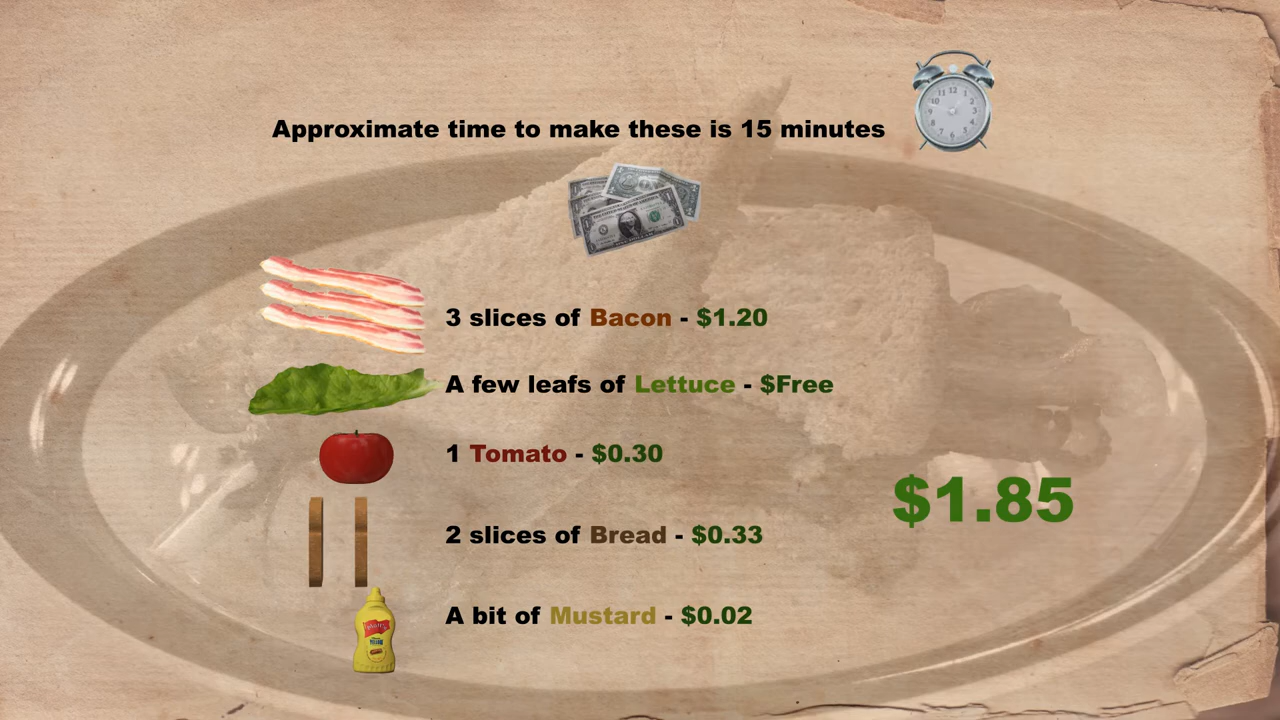 Approximate time to make these is 15 minutes
3 slices of Bacon - $1.20
A few leafs of Lettuce - $Free
1 Tomato - $0.30
$1.85
2 slices of Bread - $0.33
A bit of Mustard - $0.02